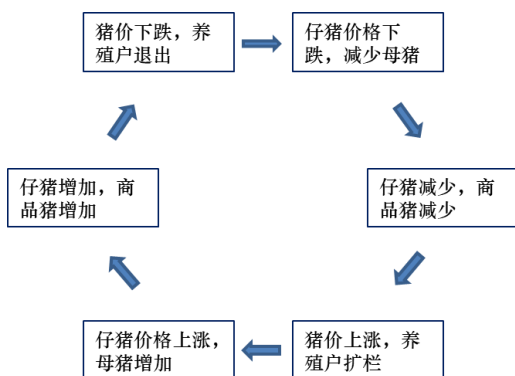 猪价下跌，养
殖户退出
仔猪价格下
跌，减少母猪
仔猪增加，商
品猪增加
仔猪减少，商
品猪减少
仔猪价格上涨，
母猪增加
猪价上涨，养
殖户扩栏